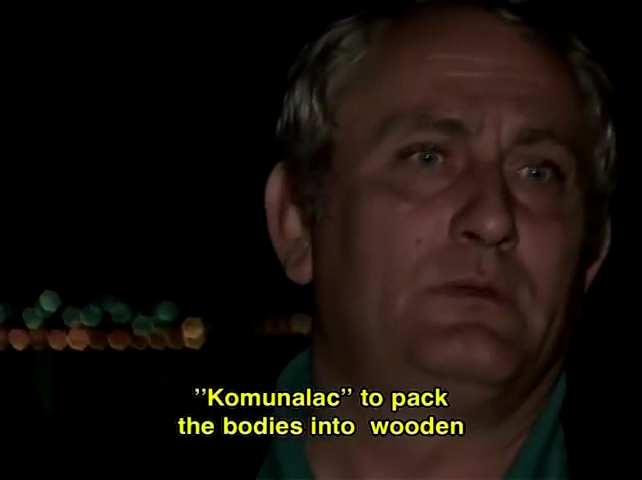 ”Komunalac” to pack
the bodies into  wooden